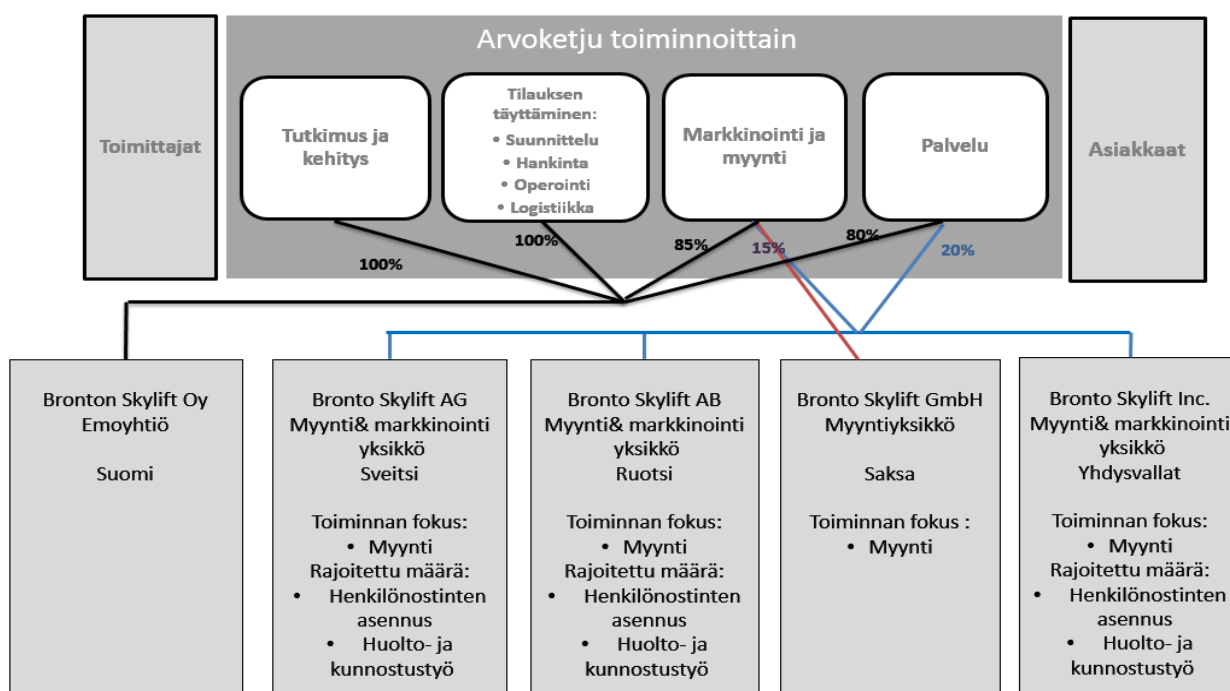 Arvoketju toiminnoittain
Toimittajat
Tutkimus ja
kehitys
Tilauksen
täyttäminen:
• Suunnittelu
• Hankinta
• Operointi
• Logistiikka
Markkinointi ja
myynti
Palvelu
Asiakkaat
100%
100%
85%
15%
80%
20%
Bronton Skylift Oy
Emoyhtiö
Suomi
Bronto Skylift AG
Myynti& markkinointi
yksikkö
Sveitsi
Toiminnan fokus:
• Myynti
Rajoitettu määrä:
• Henkilönostinten
asennus
• Huolto- ja
kunnostustyö
Bronto Skylift AB
Myynti& markkinointi
yksikkö
Ruotsi
Toiminnan fokus:
• Myynti
Rajoitettu määrä:
• Henkilönostinten
asennus
• Huolto- ja
kunnostustyö
Bronto Skylift GmbH
Myyntiyksikkö
Saksa
Toiminnan fokus :
• Myynti
Bronto Skylift Inc.
Myynti& markkinointi
yksikkö
Yhdysvallat
Toiminnan fokus:
• Myynti
Rajoitettu määrä:
• Henkilönostinten
asennus
• Huolto- ja
kunnostustyö